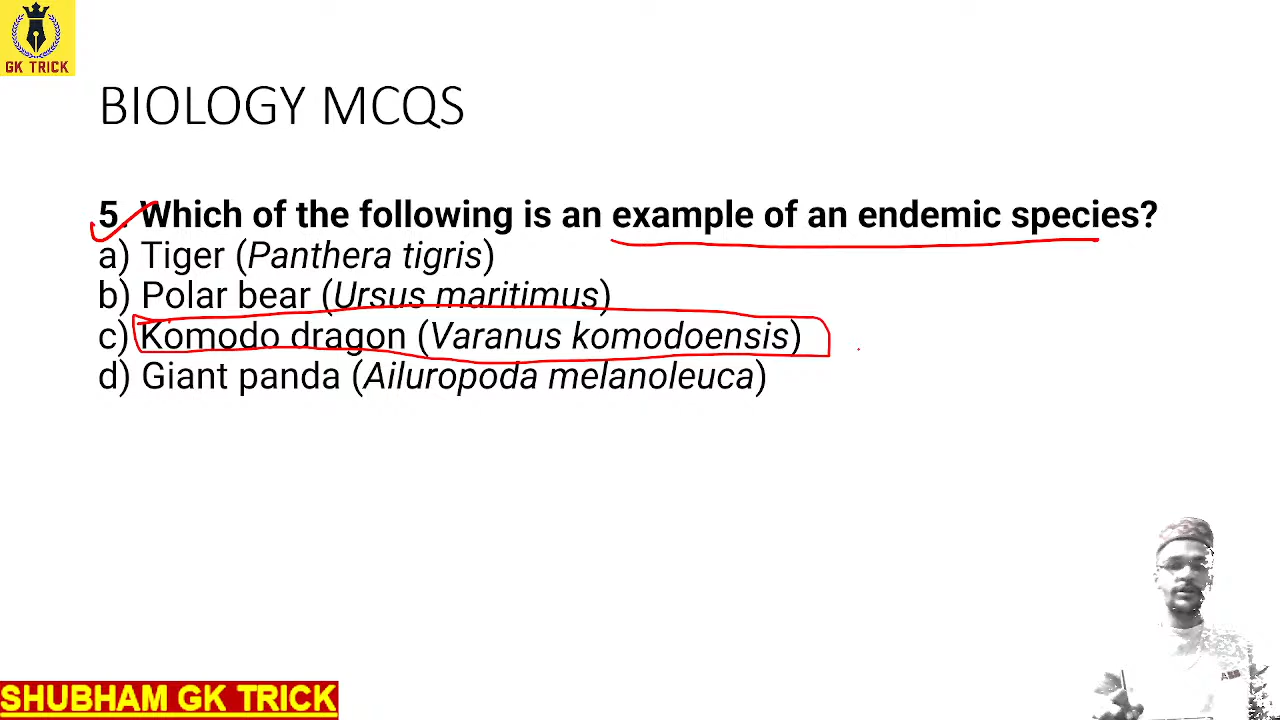 GK TRICK
BIOLOGY MCQS
5. Which of the following is an example of an endemic species?
a) Tiger (Panthera tigris)
b) Polar bear (Ursus maritimus)
c) Komodo dragon (Varanus komodoensis)
d) Giant panda (Ailuropoda melanoleuca)
SHUBHAM GK TRICK